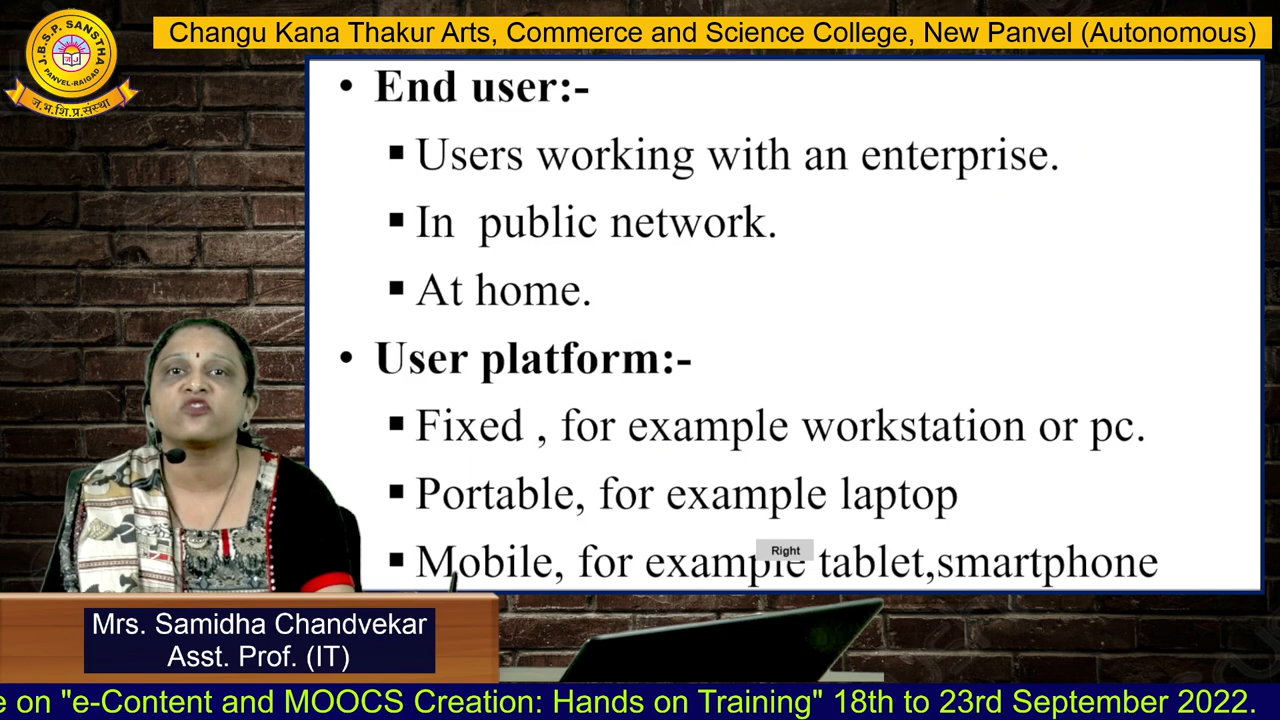 J.B.S.P. SANSTHA
PANVEL-RAIGAD
ज.भ.शि.प्र.संस्था
Changu Kana Thakur Arts, Commerce and Science College, New Panvel (Autonomous)
• End user:-
▪ Users working with an enterprise.
▪ In public network.
▪ At home.
• User platform:-
▪ Fixed , for example workstation or pc.
▪ Portable, for example laptop
▪ Mobile, for example tablet,smartphone
Right
Mrs. Samidha Chandvekar
Asst. Prof. (IT)
e on "e-Content and MOOCS Creation: Hands on Training" 18th to 23rd September 2022.